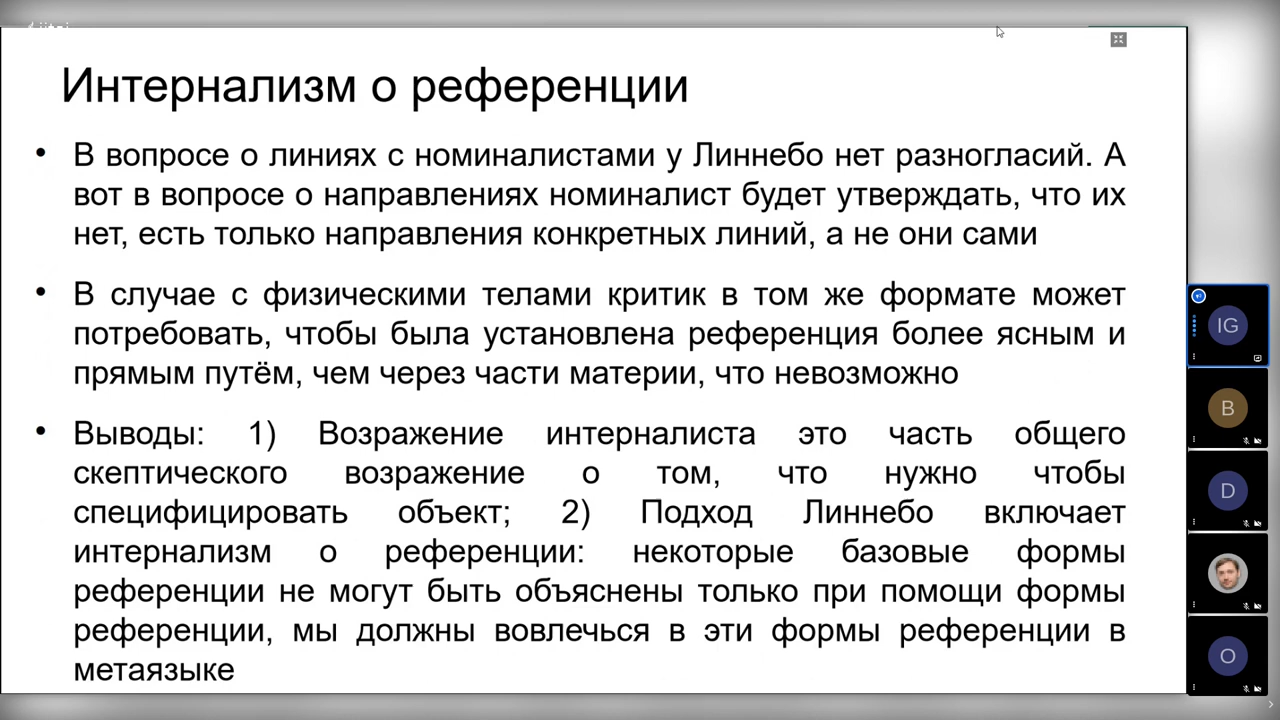 Интернализм о референции
• В вопросе о линиях с номиналистами у Линнебо нет разногласий. А
вот в вопросе о направлениях номиналист будет утверждать, что их
нет, есть только направления конкретных линий, а не они сами
• В случае с физическими телами критик в том же формате может
потребовать, чтобы была установлена референция более ясным и
прямым путём, чем через части материи, что невозможно
• Выводы: 1) Возражение интерналиста это часть общего
скептического возражение о том, что нужно чтобы
специфицировать объект; 2) Подход Линнебо включает
интернализм о референции: некоторые базовые формы
референции не могут быть объяснены только при помощи формы
референции, мы должны вовлечься в эти формы референции в
метаязыке
IG
B
D
O